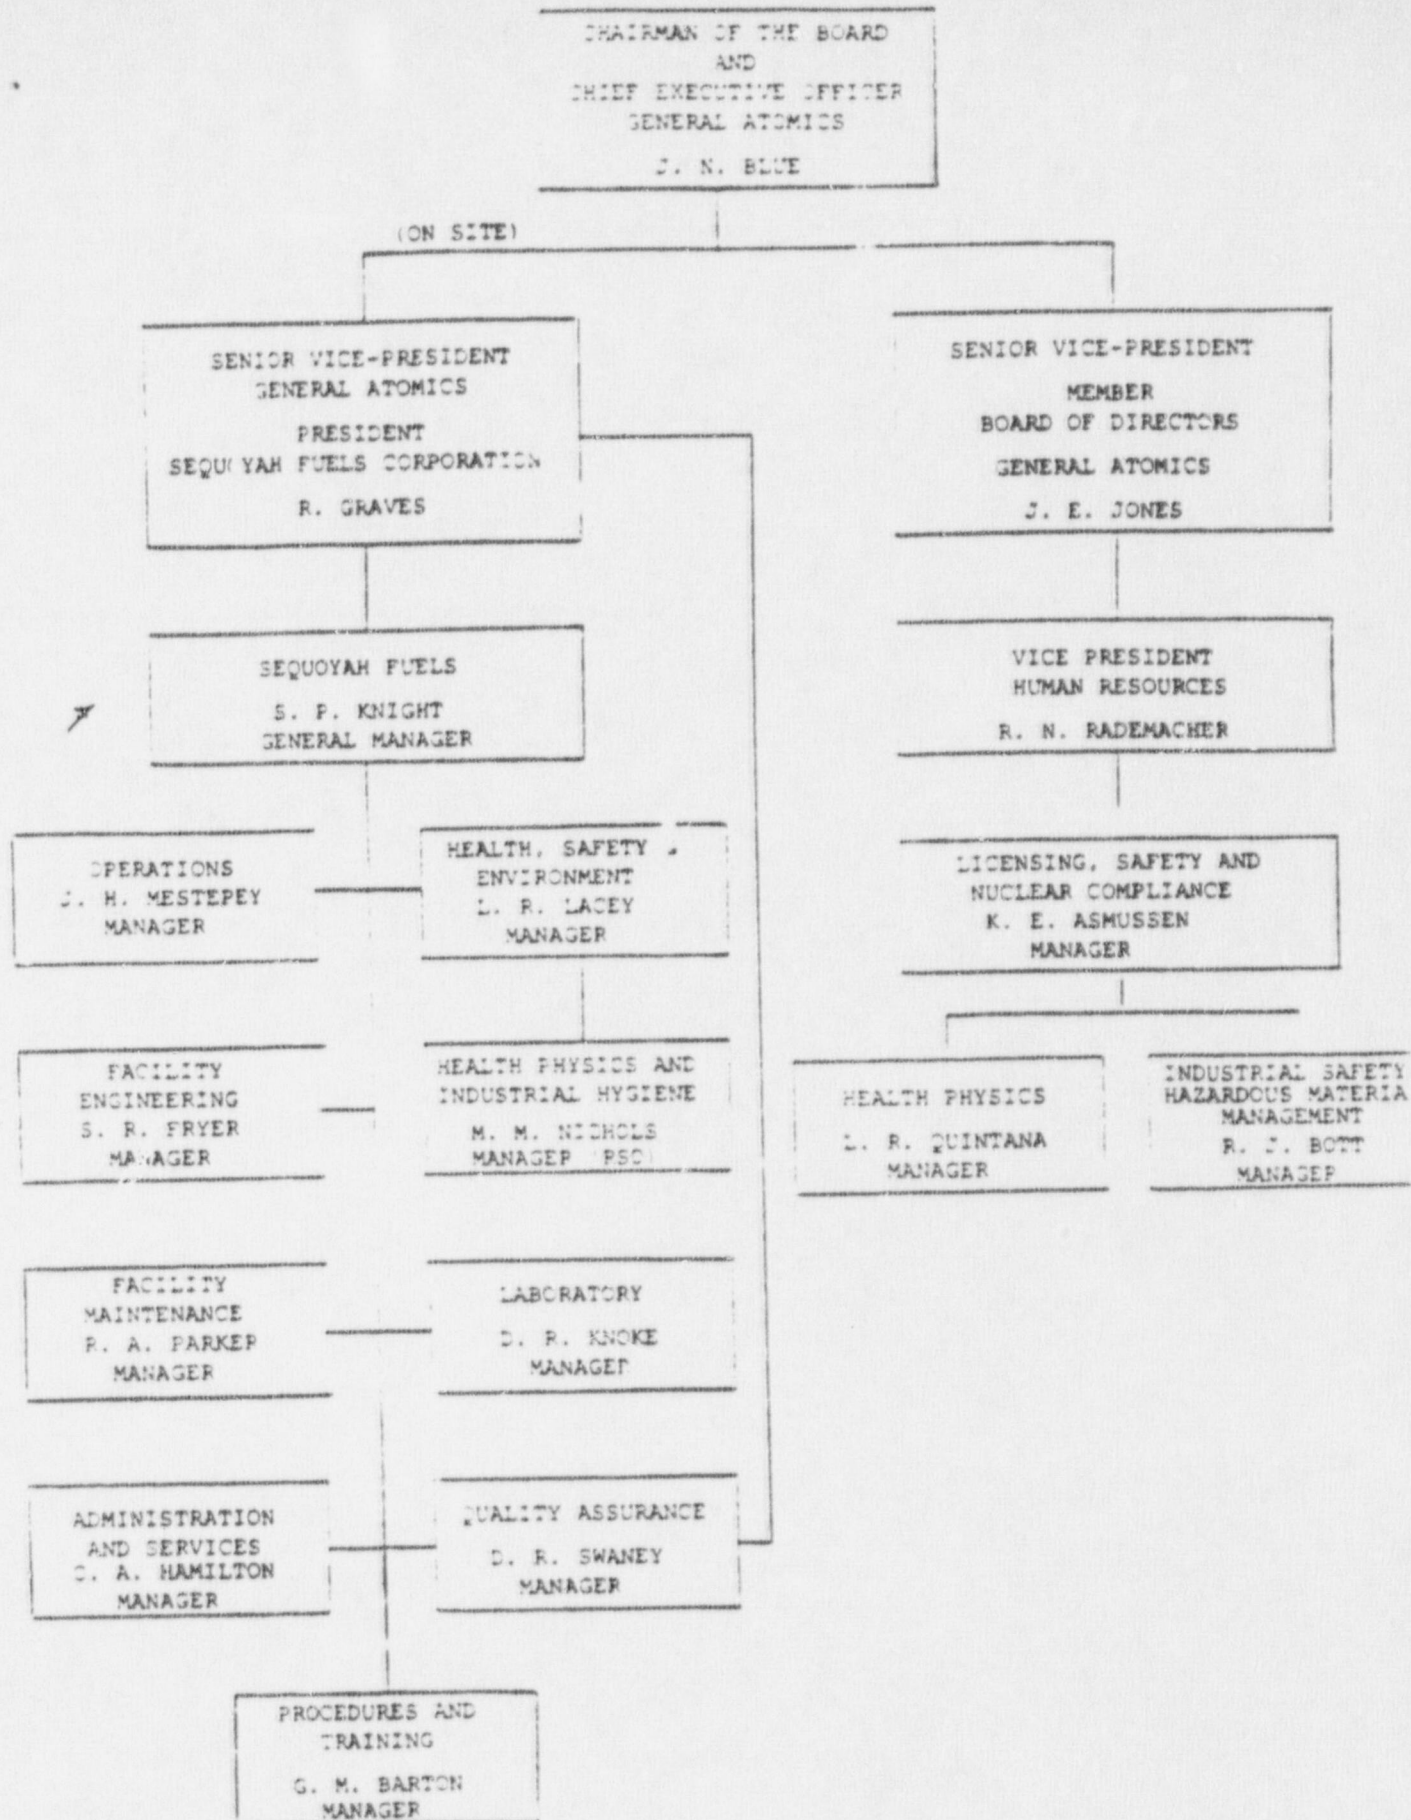 CHAIRMAN OF THE BOARD
AND
CHIEF EXECUTIVE OFFICER
GENERAL ATOMICS
J. N. BLUE
(ON SITE)
SENIOR VICE-PRESIDENT
GENERAL ATOMICS
PRESIDENT
SEQUOYAH FUELS CORPORATION
R. GRAVES
SENIOR VICE-PRESIDENT
MEMBER
BOARD OF DIRECTORS
GENERAL ATOMICS
J. E. JONES
SEQUOYAH FUELS
S. P. KNIGHT
GENERAL MANAGER
VICE PRESIDENT
HUMAN RESOURCES
R. N. RADEMACHER
OPERATIONS
J. H. MESTEPEY
MANAGER
HEALTH, SAFETY
ENVIRONMENT
L. R. LACEY
MANAGER
LICENSING, SAFETY AND
NUCLEAR COMPLIANCE
K. E. ASMUSSEN
MANAGER
FACILITY
ENGINEERING
S. R. FRYER
MANAGER
HEALTH PHYSICS AND
INDUSTRIAL HYGIENE
M. M. NICHOLS
MANAGER (RSO)
HEALTH PHYSICS
L. R. QUINTANA
MANAGER
INDUSTRIAL SAFETY
HAZARDOUS MATERIA
MANAGEMENT
R. J. BOTT
MANAGER
FACILITY
MAINTENANCE
R. A. PARKER
MANAGER
LABORATORY
D. R. KNOKE
MANAGER
ADMINISTRATION
AND SERVICES
C. A. HAMILTON
MANAGER
QUALITY ASSURANCE
D. R. SWANEY
MANAGER
PROCEDURES AND
TRAINING
G. M. BARTON
MANAGER